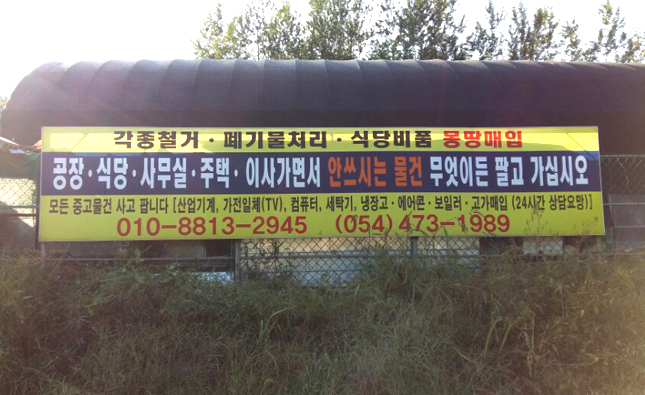 각종철거·폐기물처리·식당비품 몽땅매입
공장·식당·사무실·주택·이사가면서 안쓰시는 물건 무엇이든 팔고 가십시오
모든 중고물건 사고 팝니다 [산업기계, 가전일체(TV), 컴퓨터, 세탁기, 냉장고·에어콘·보일러·고가매입 (24시간 상담요망)]
010-8813-2945 (054)473-1989